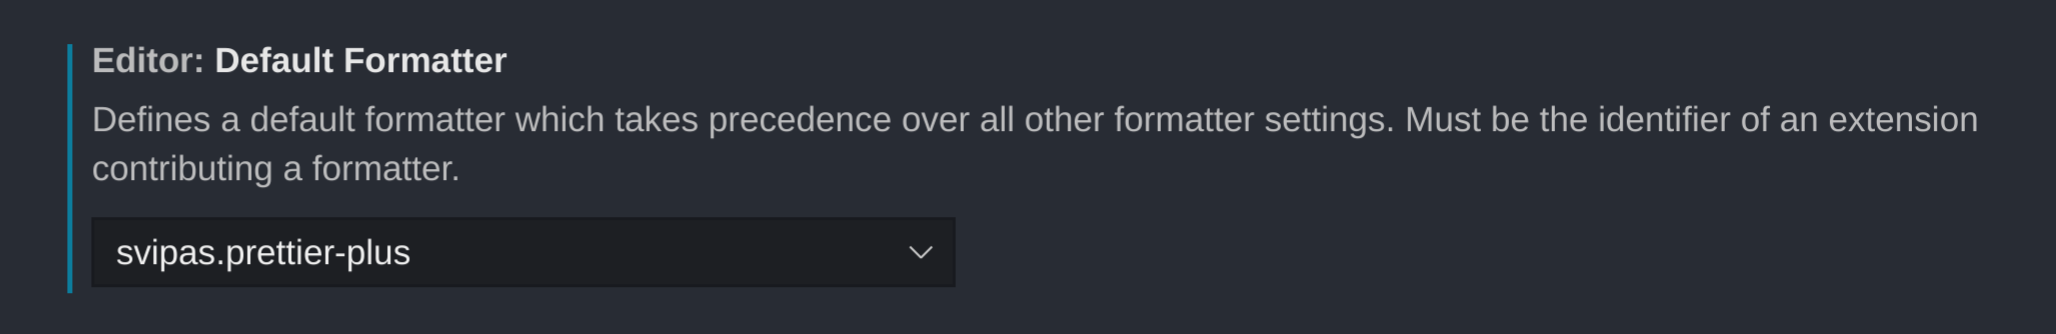 Editor: Default Formatter
Defines a default formatter which takes precedence over all other formatter settings. Must be the identifier of an extension
contributing a formatter.
svipas.prettier-plus